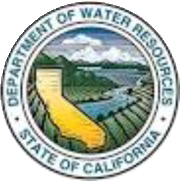 DEPARTMENT OF WATER RESOURCES
STATE OF CALIFORNIA